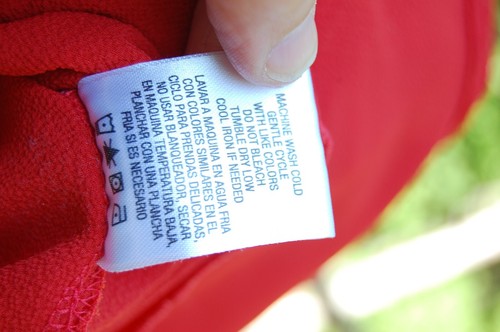 MACHINE WASH COLD
GENTLE CYCLE
WITH LIKE COLORS
DO NOT BLEACH
TUMBLE DRY LOW
COOL IRON IF NEEDED
LAVAR A MAQUINA EN AGUA FRIA
CON COLORES SIMILARES EN EL
CICLO PARA PRENDAS DELICADAS,
NO USAR BLANQUEADOR, SECAR
EN MAQUINA TEMPERATURA BAJA,
PLANCHAR CON UNA PLANCHA
FRIA SI ES NECESARIO